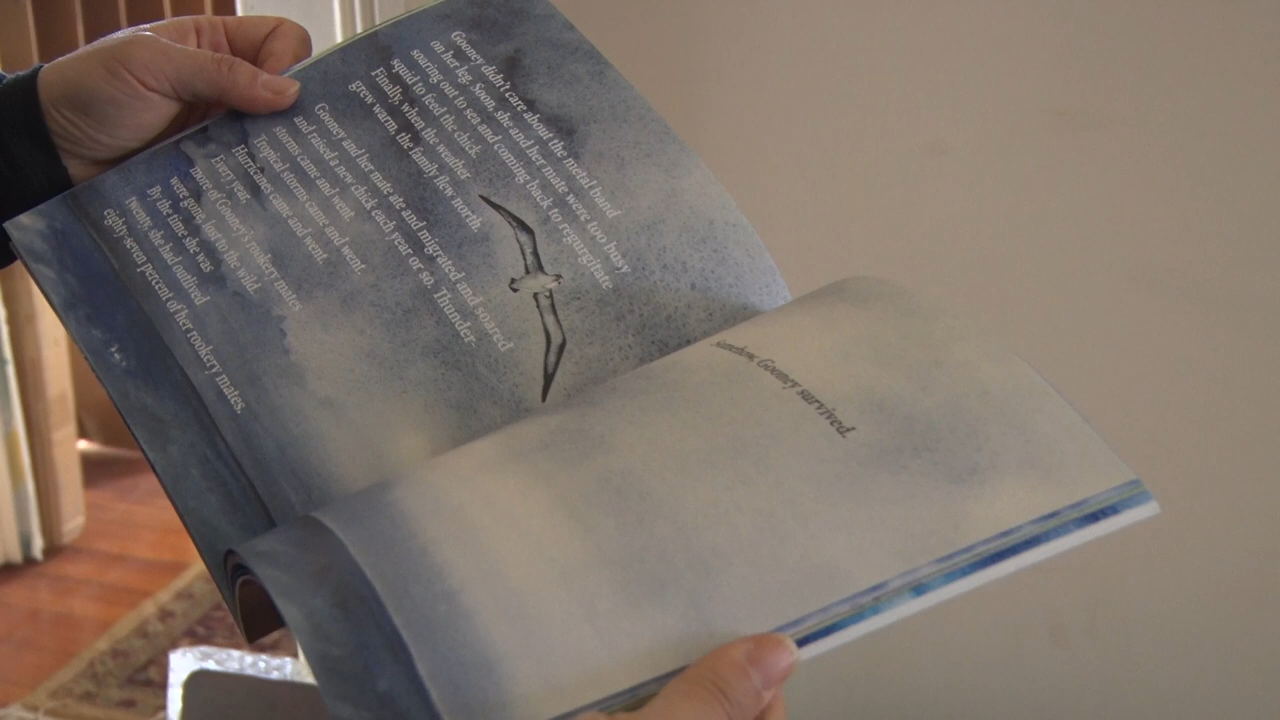 Gooney didn't care about the metal band
on her leg. Soon, she and her mate were too busy
soaring out to sea and coming back to regurgitate
squid to feed the chick.
Finally, when the weather
grew warm, the family flew north.
Gooney and her mate ate and migrated and soared
and raised a new chick each year or so. Thunder-
storms came and went.
Tropical storms came and went.
Hurricanes came and went.
Every year,
more of Gooney's rookery mates
were gone, lost to the wild.
By the time she was
twenty, she had outlived
eighty-seven percent of her rookery mates.
Somehow, Gooney survived.